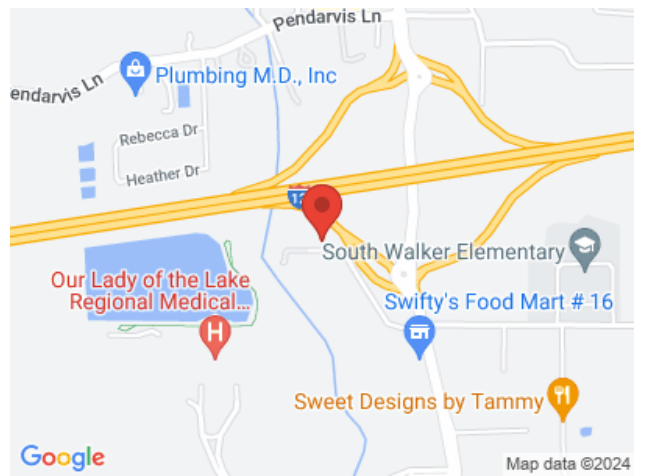 Pendarvis Ln
Plumbing M.D., Inc
endarvis Ln
Rebecca Dr
Heather Dr
12
South Walker Elementary
Our Lady of the Lake
Regional Medical...
Swifty's Food Mart # 16
H
Sweet Designs by Tammy
Google
Map data ©2024